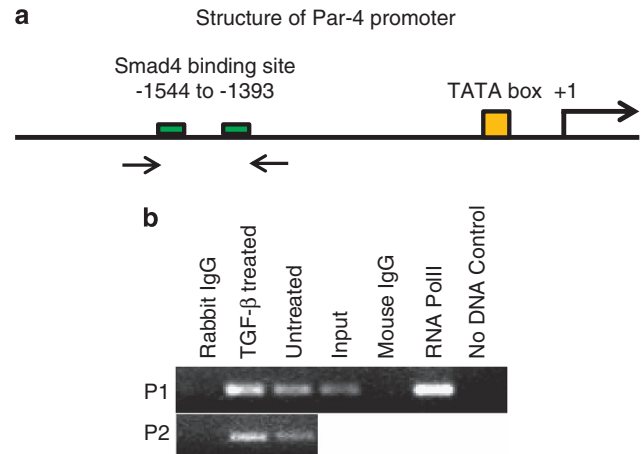 a
Structure of Par-4 promoter
Smad4 binding site
-1544 to -1393
TATA box +1
b
Rabbit IgG
TGF-β treated
Untreated
Input
Mouse IgG
RNA PolII
No DNA Control
P1
P2